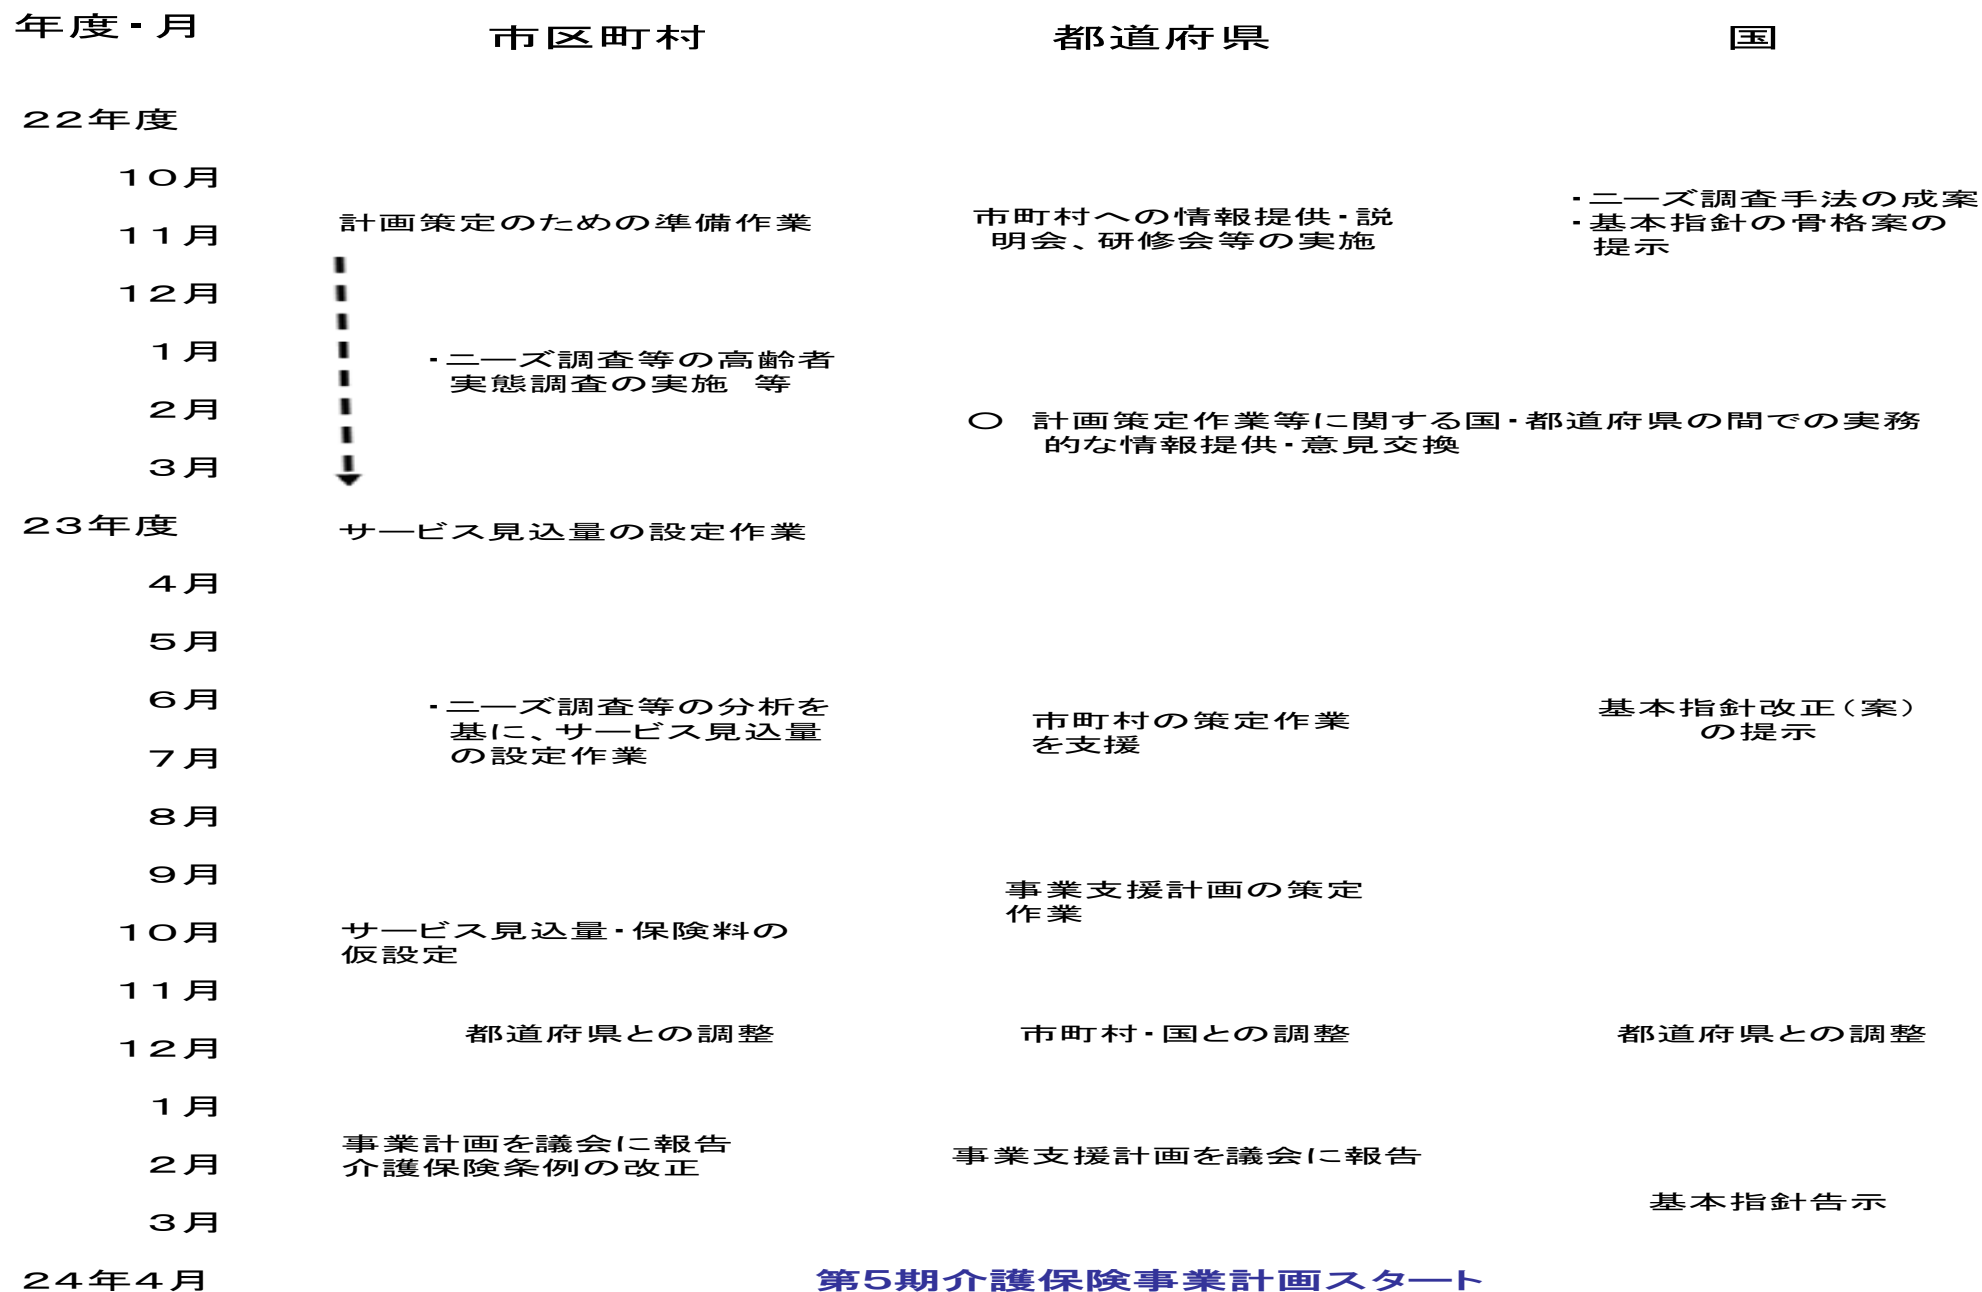 年度・月
市区町村
都道府県
国
２２年度
１０月
１１月
計画策定のための準備作業
市町村への情報提供・説
明会、研修会等の実施
・ニーズ調査手法の成案
・基本指針の骨格案の
提示
１２月
１月
・ニーズ調査等の高齢者
実態調査の実施　等
２月
○　計画策定作業等に関する国・都道府県の間での実務
的な情報提供・意見交換
３月
２３年度
サービス見込量の設定作業
４月
５月
６月
・ニーズ調査等の分析を
基に、サービス見込量
の設定作業
市町村の策定作業
を支援
基本指針改正（案）
の提示
７月
８月
９月
事業支援計画の策定
作業
１０月
サービス見込量・保険料の
仮設定
１１月
１２月
都道府県との調整
市町村・国との調整
都道府県との調整
１月
２月
事業計画を議会に報告
介護保険条例の改正
事業支援計画を議会に報告
基本指針告示
３月
２４年４月
第５期介護保険事業計画スタート